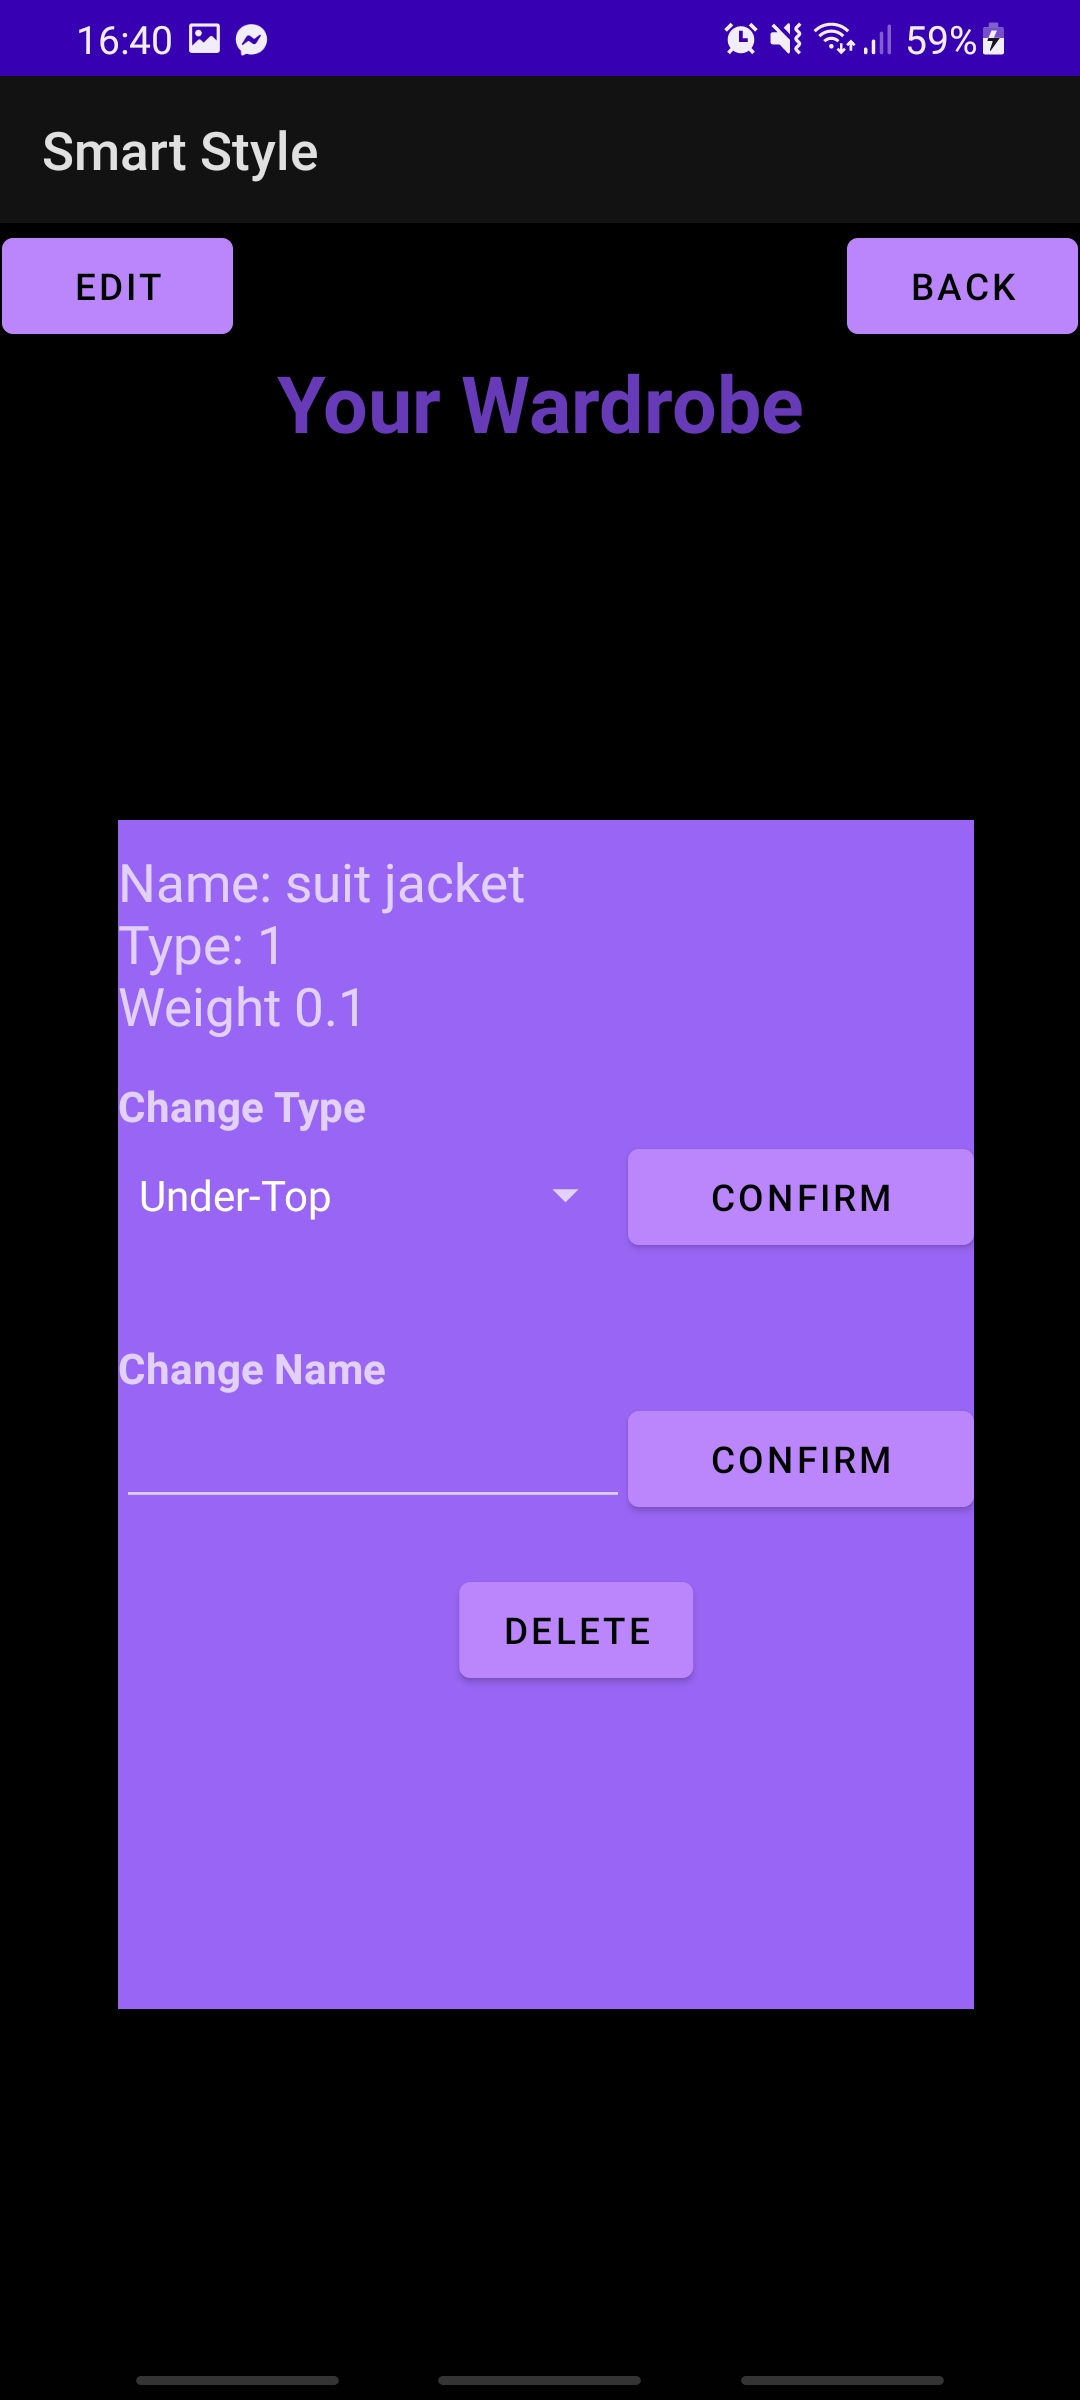 16:40 59%
Smart Style
EDIT BACK
Your Wardrobe
Name: suit jacket
Type: 1
Weight 0.1
Change Type
Under-Top CONFIRM
Change Name
CONFIRM
DELETE